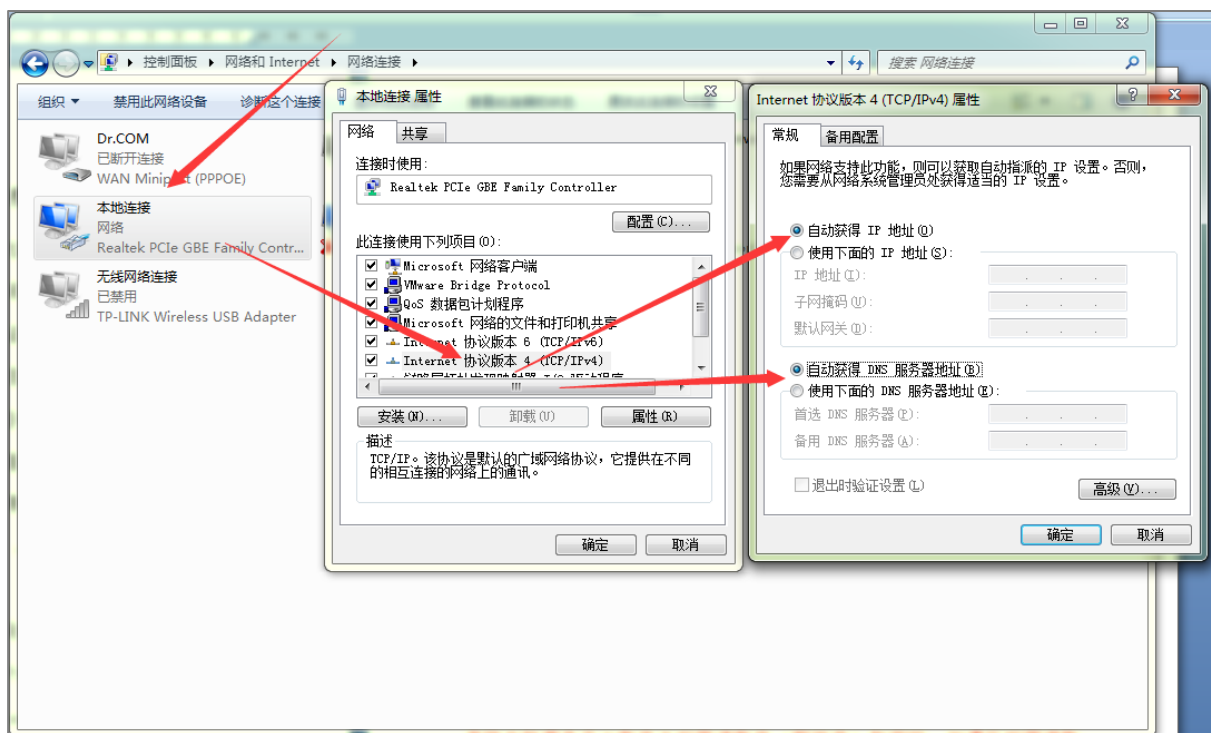 控制面板 ▸ 网络和 Internet ▸ 网络连接 ▸
搜索 网络连接
组织 ▼ 禁用此网络设备 诊断这个连接
Dr.COM
已断开连接
WAN Miniport (PPPOE)
本地连接
网络
Realtek PCIe GBE Family Contr...
无线网络连接
已禁用
TP-LINK Wireless USB Adapter
本地连接 属性
网络 共享
连接时使用:
Realtek PCIe GBE Family Controller
配置(C)...
此连接使用下列项目(O):
Microsoft 网络客户端
VMware Bridge Protocol
QoS 数据包计划程序
Microsoft 网络的文件和打印机共享
Internet 协议版本 6 (TCP/IPv6)
Internet 协议版本 4 (TCP/IPv4)
安装(N)... 卸载(U) 属性(R)
描述
TCP/IP。该协议是默认的广域网络协议，它提供在不同
的相互连接的网络上的通讯。
确定 取消
Internet 协议版本 4 (TCP/IPv4) 属性
常规 备用配置
如果网络支持此功能，则可以获取自动指派的 IP 设置。否则，
您需要从网络系统管理员处获得适当的 IP 设置。
自动获得 IP 地址(O)
使用下面的 IP 地址(S):
IP 地址(I):
子网掩码(U):
默认网关(D):
自动获得 DNS 服务器地址(B)
使用下面的 DNS 服务器地址(E):
首选 DNS 服务器(P):
备用 DNS 服务器(A):
退出时验证设置(L)
高级(V)...
确定 取消